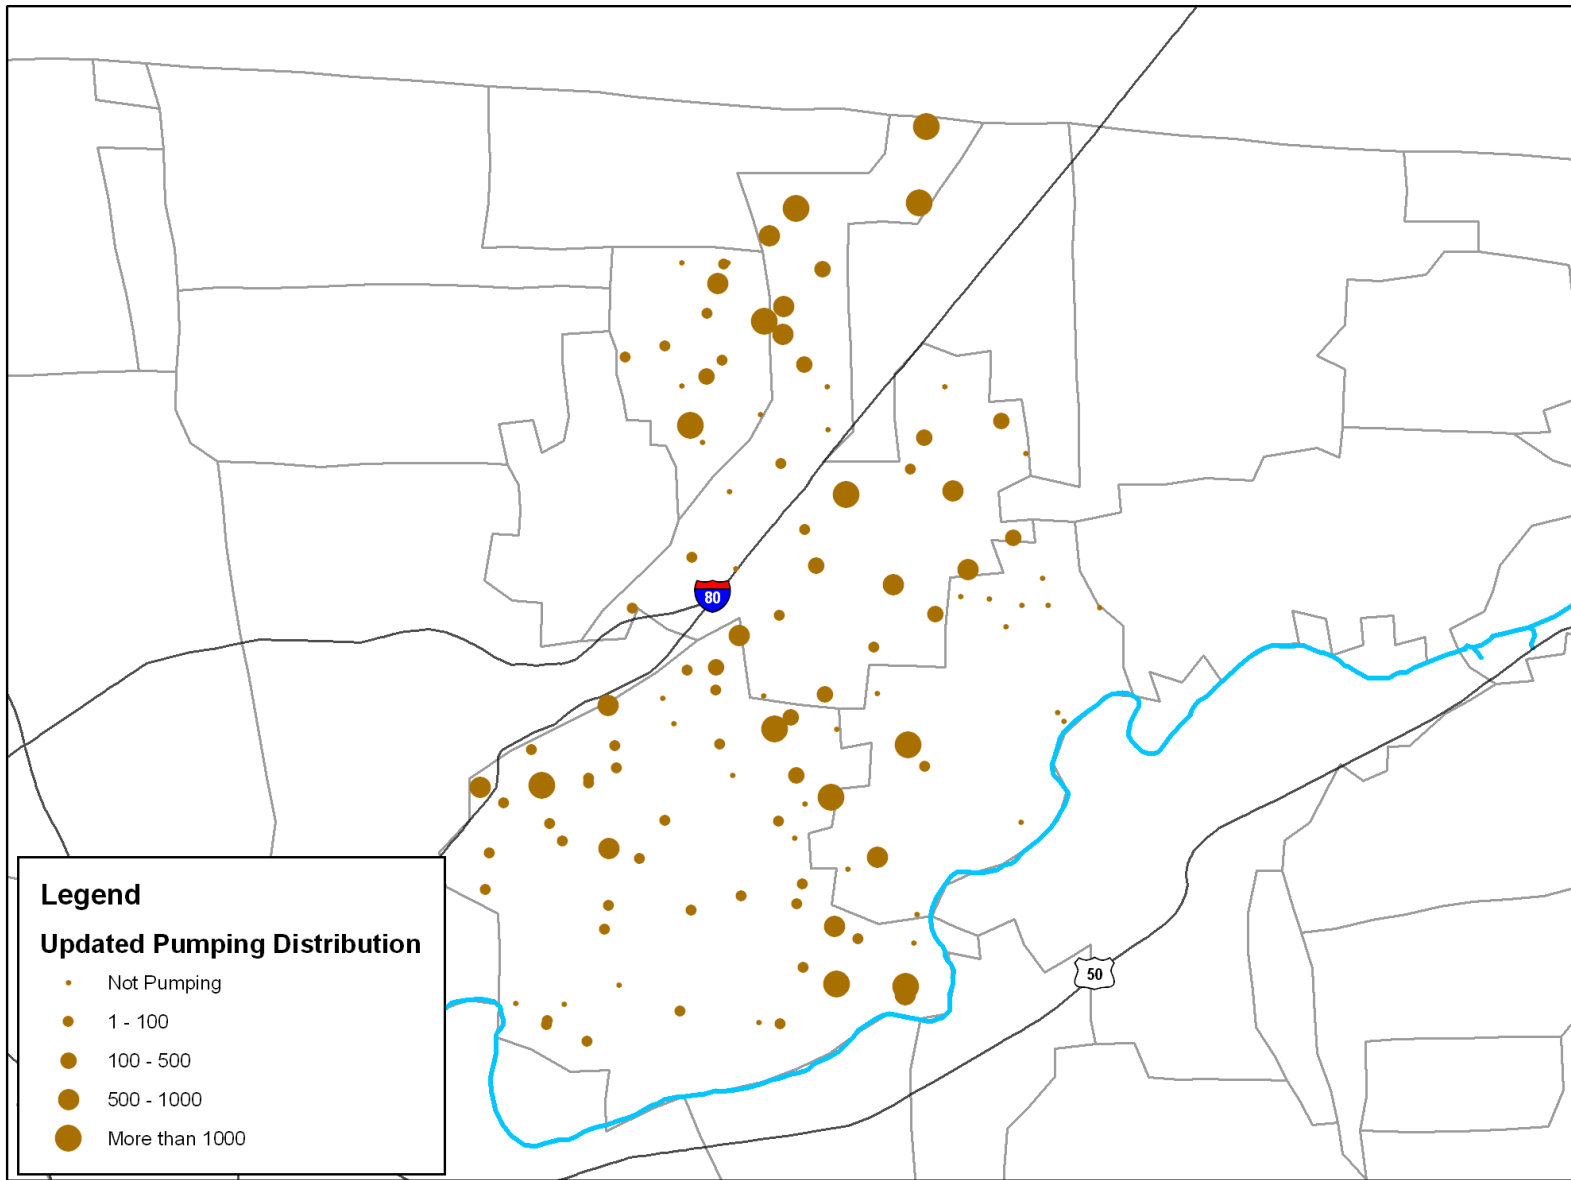 80
Legend
Updated Pumping Distribution
Not Pumping
1 - 100
100 - 500
500 - 1000
More than 1000
50